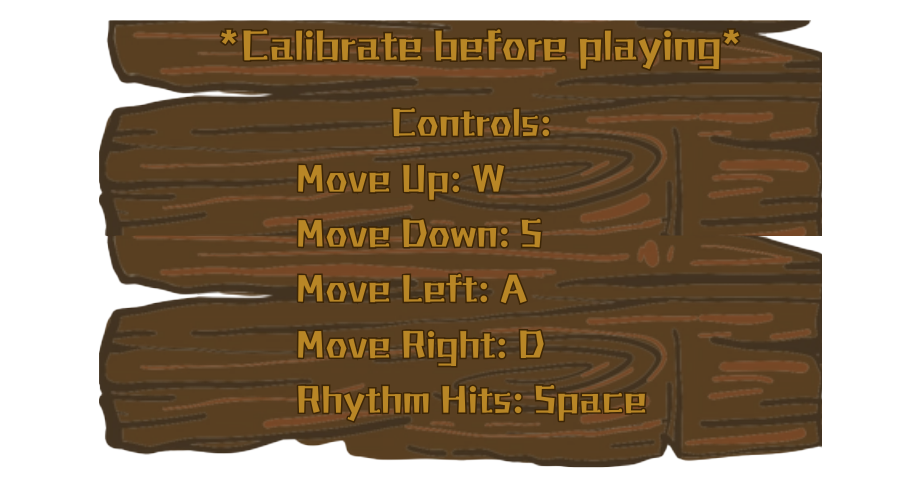 *Calibrate before playing*
Controls:
Move Up: W
Move Down: S
Move Left: A
Move Right: D
Rhythm Hits: Space